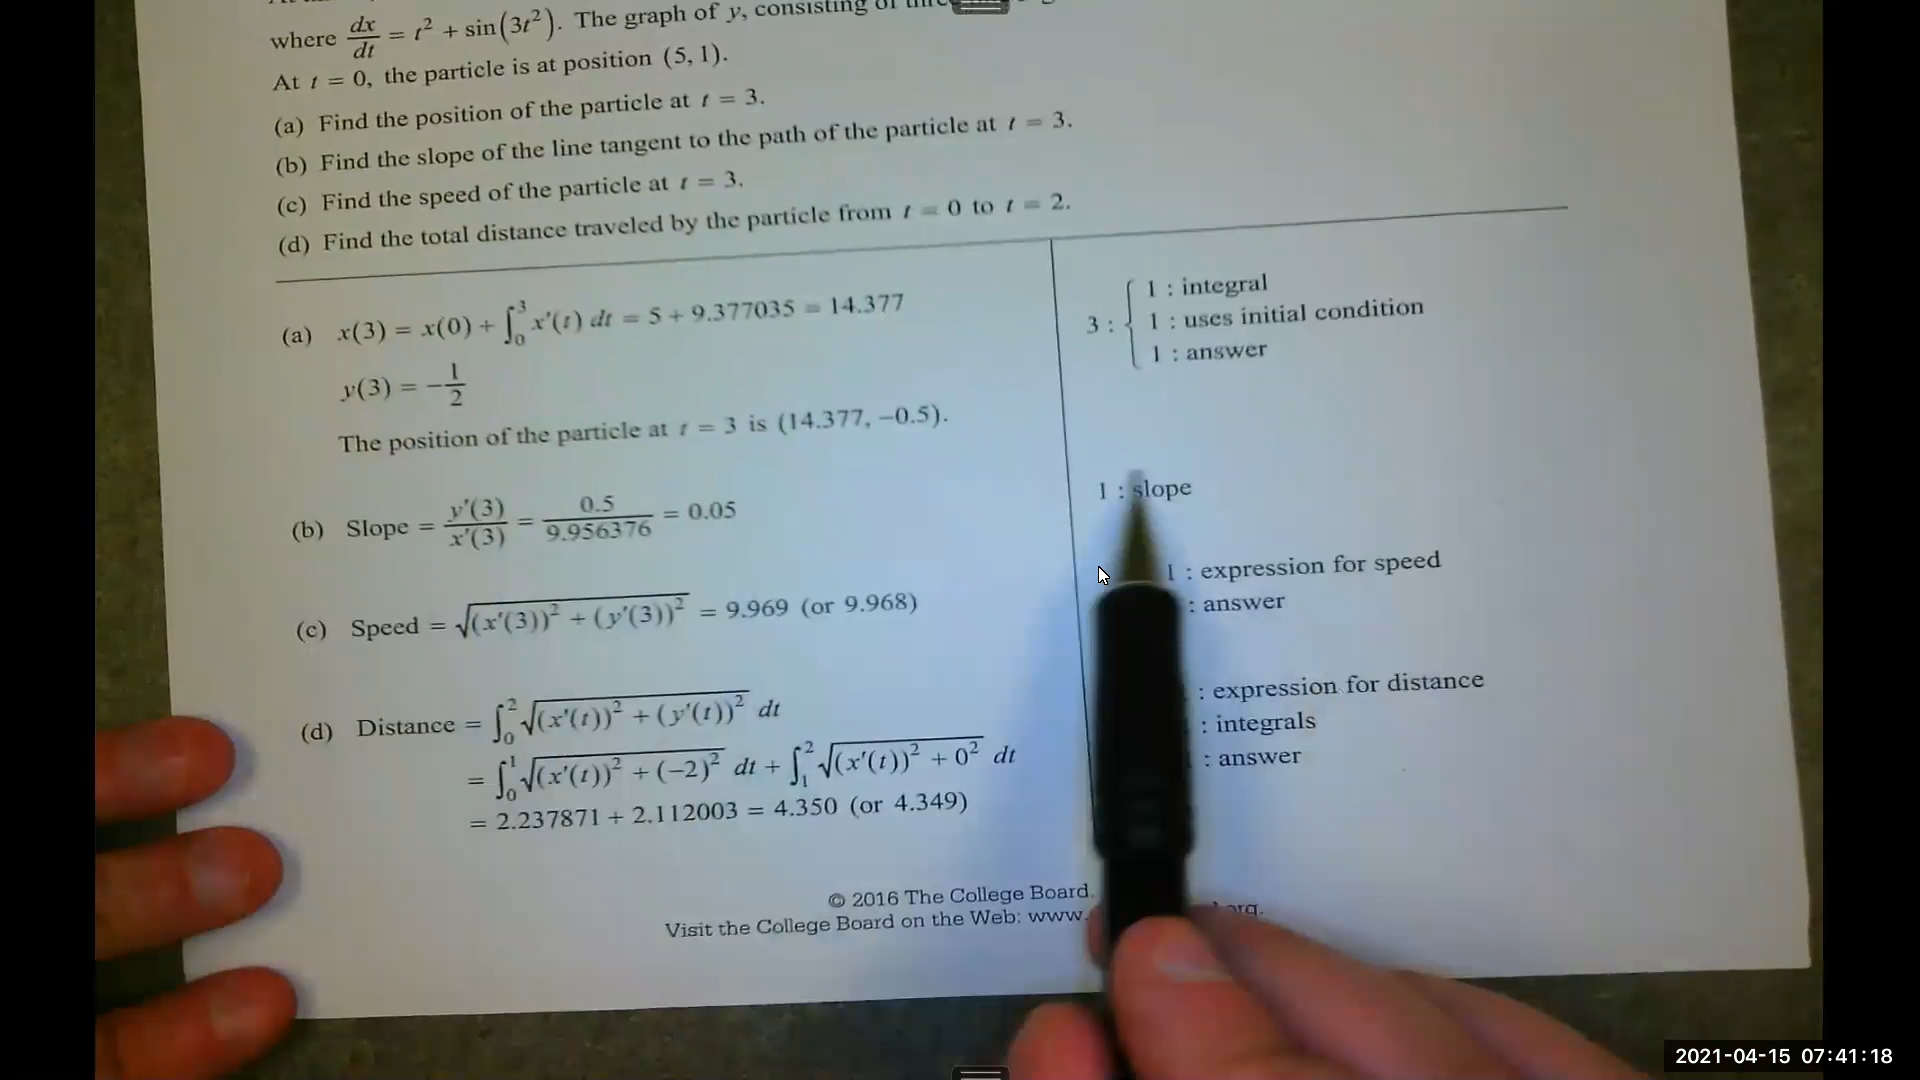 where dx/dt = t² + sin(3t²). The graph of y, consisting of
At t = 0, the particle is at position (5, 1).
(a) Find the position of the particle at t = 3.
(b) Find the slope of the line tangent to the path of the particle at t = 3.
(c) Find the speed of the particle at t = 3.
(d) Find the total distance traveled by the particle from t = 0 to t = 2.
(a) x(3) = x(0) + ∫₀³ x′(t) dt = 5 + 9.377035 = 14.377
y(3) = −1/2
The position of the particle at t = 3 is (14.377, −0.5).
3 : { 1 : integral
1 : uses initial condition
1 : answer
(b) Slope = y′(3)/x′(3) = 0.5/9.956376 = 0.05
1 : slope
(c) Speed = √((x′(3))² + (y′(3))²) = 9.969 (or 9.968)
1 : expression for speed
: answer
(d) Distance = ∫₀² √((x′(t))² + (y′(t))²) dt
= ∫₀¹ √((x′(t))² + (−2)²) dt + ∫₁² √((x′(t))² + 0²) dt
= 2.237871 + 2.112003 = 4.350 (or 4.349)
: expression for distance
: integrals
: answer
© 2016 The College Board.
Visit the College Board on the Web: www.
.org.
2021-04-15 07:41:18